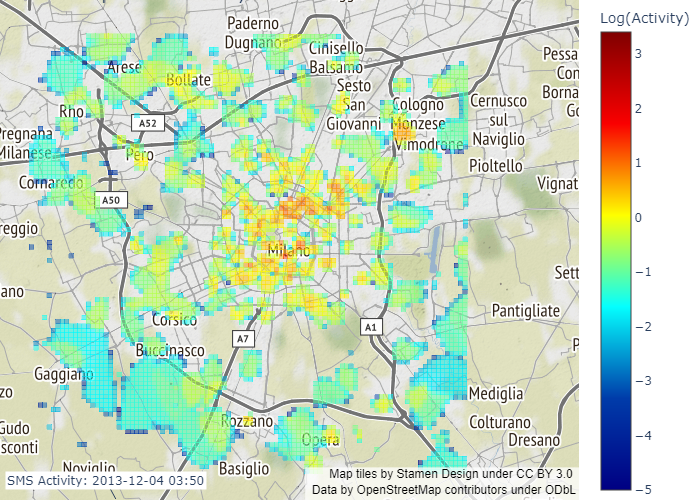 Log(Activity)
3
2
1
0
−1
−2
−3
−4
−5
Paderno
Dugnano
Cinisello
Balsamo
Sesto
San
Giovanni
Arese
Bollate
Rho
A52
Pero
Pregnana
Milanese
Cornaredo
A50
Cologno
Monzese
Vimodrone
Cernusco
sul
Naviglio
Pioltello
Pessa
Con
Borna
Go
Vignat
reggio
Milano
Sett
ano
Corsico
A7
A1
Pantigliate
Buccinasco
P
Gaggiano
zo
Mediglia
Colturano
Dresano
Gudo
sconti
Rozzano
Opera
Noviglio
Basiglio
SMS Activity: 2013-12-04 03:50
Map tiles by Stamen Design under CC BY 3.0
Data by OpenStreetMap contributors under ODbL